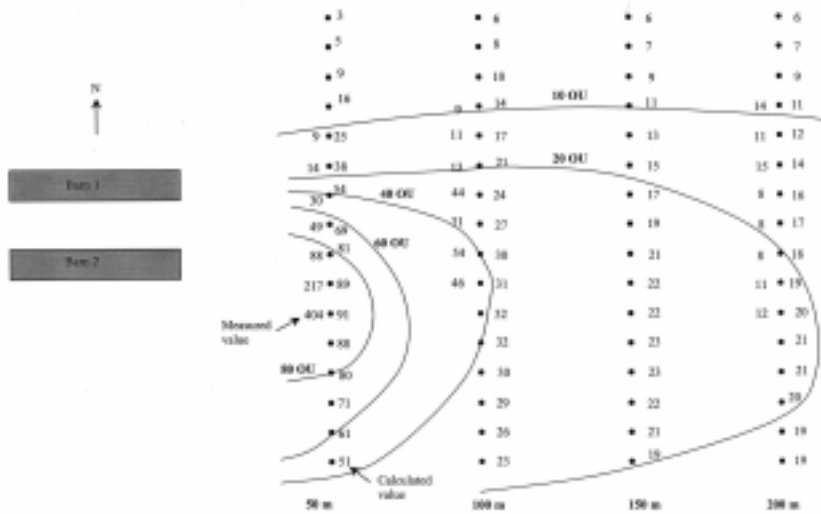 3 6 6 6
5 8 7 7
9 10 9 9
N
16 10 OU
9 14 11 14 11
9 25 11 17 13 11 12
14 36 13 21 20 OU 15 15 14
Barn 1
30 54 40 OU 44 24 17 8 16
49 68 31 27 19 8 17
88 81 60 OU 54 30 21 8 18
Barn 2
217 89 46 31 22 11 19
404 91 32 22 12 20
Measured
value
88 32 23 21
80 OU 80 30 23 21
71 29 22 20
61 26 21 19
51 23 19 19
Calculated
value
50 m 100 m 150 m 200 m